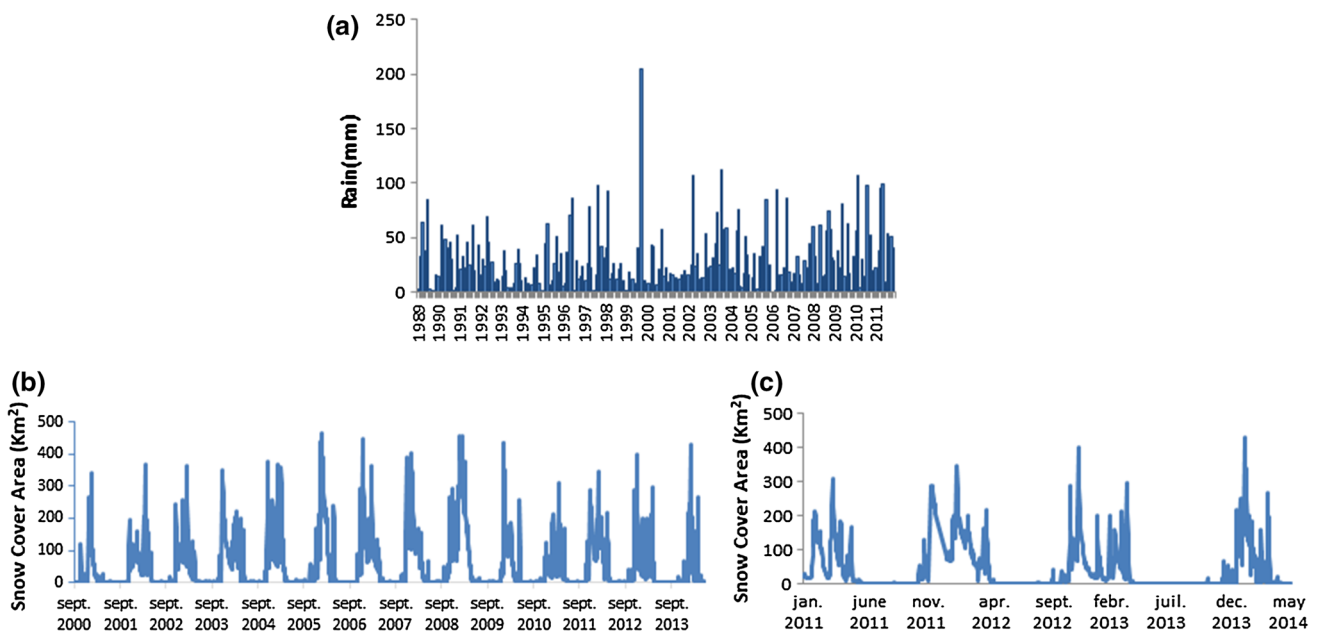 (a)
Rain(mm)
250
200
150
100
50
0
1989 1990 1991 1992 1993 1994 1995 1996 1997 1998 1999 2000 2001 2002 2003 2004 2005 2006 2007 2008 2009 2010 2011
(b)
Snow Cover Area (Km²)
500
400
300
200
100
0
sept. sept. sept. sept. sept. sept. sept. sept. sept. sept. sept. sept. sept. sept.
2000 2001 2002 2003 2004 2005 2006 2007 2008 2009 2010 2011 2012 2013
(c)
Snow Cover Area (Km²)
500
400
300
200
100
0
jan. june nov. apr. sept. febr. juil. dec. may
2011 2011 2011 2012 2012 2013 2013 2013 2014